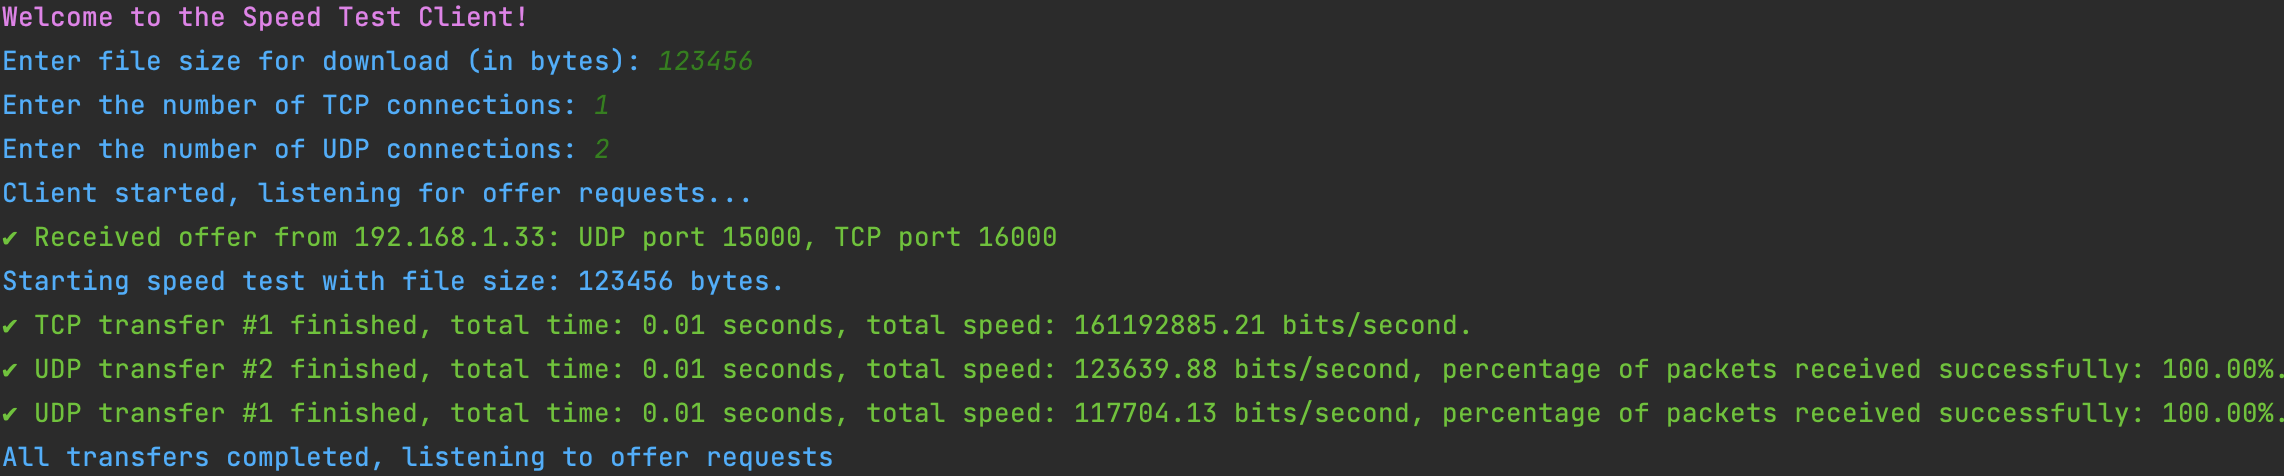 Welcome to the Speed Test Client!
Enter file size for download (in bytes): 123456
Enter the number of TCP connections: 1
Enter the number of UDP connections: 2
Client started, listening for offer requests...
✔ Received offer from 192.168.1.33: UDP port 15000, TCP port 16000
Starting speed test with file size: 123456 bytes.
✔ TCP transfer #1 finished, total time: 0.01 seconds, total speed: 161192885.21 bits/second.
✔ UDP transfer #2 finished, total time: 0.01 seconds, total speed: 123639.88 bits/second, percentage of packets received successfully: 100.00%.
✔ UDP transfer #1 finished, total time: 0.01 seconds, total speed: 117704.13 bits/second, percentage of packets received successfully: 100.00%.
All transfers completed, listening to offer requests